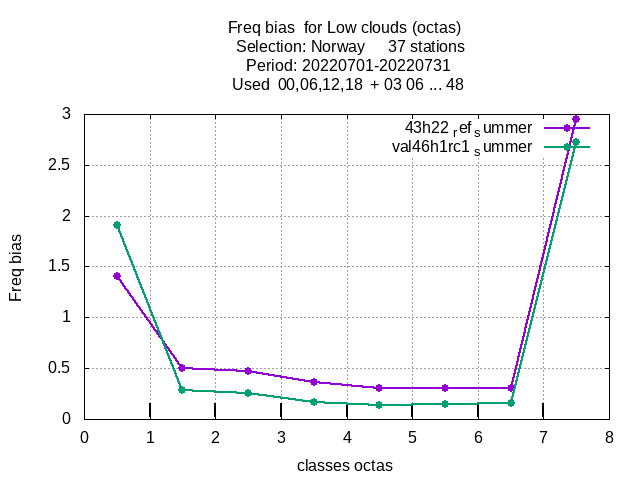 Freq bias  for Low clouds (octas)
Selection: Norway     37 stations
Period: 20220701-20220731
Used  00,06,12,18  + 03 06 ... 48
43h22 ref summer
val46h1rc1 summer
3
2.5
2
1.5
1
0.5
0
Freq bias
0 1 2 3 4 5 6 7 8
classes octas